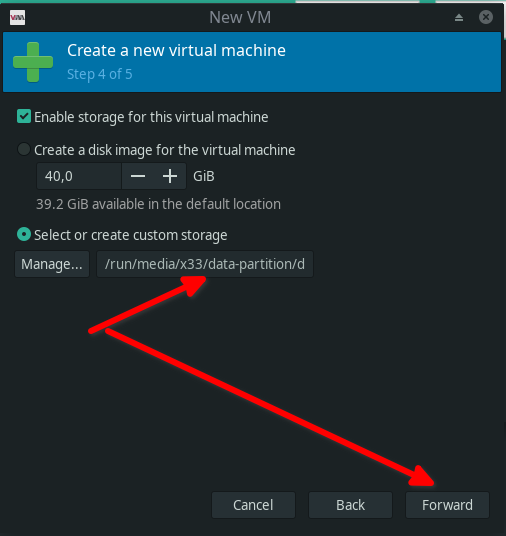 New VM
Create a new virtual machine
Step 4 of 5
Enable storage for this virtual machine
Create a disk image for the virtual machine
40,0 GiB
39.2 GiB available in the default location
Select or create custom storage
Manage... /run/media/x33/data-partition/d
Cancel Back Forward